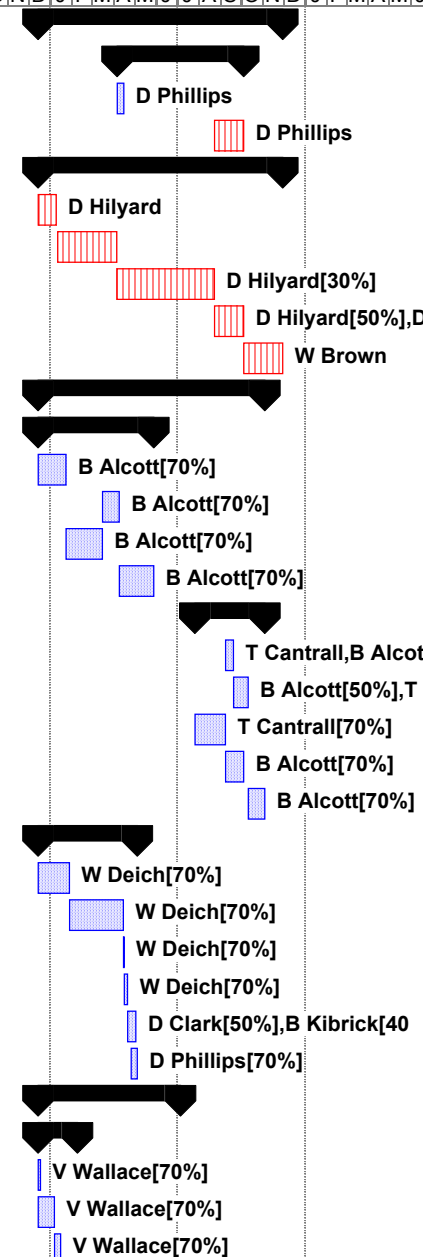 D Phillips
D Phillips
D Hilyard
D Hilyard[30%]
D Hilyard[50%],D
W Brown
B Alcott[70%]
B Alcott[70%]
B Alcott[70%]
B Alcott[70%]
T Cantrall,B Alcot
B Alcott[50%],T
T Cantrall[70%]
B Alcott[70%]
B Alcott[70%]
W Deich[70%]
W Deich[70%]
W Deich[70%]
W Deich[70%]
D Clark[50%],B Kibrick[40
D Phillips[70%]
V Wallace[70%]
V Wallace[70%]
V Wallace[70%]